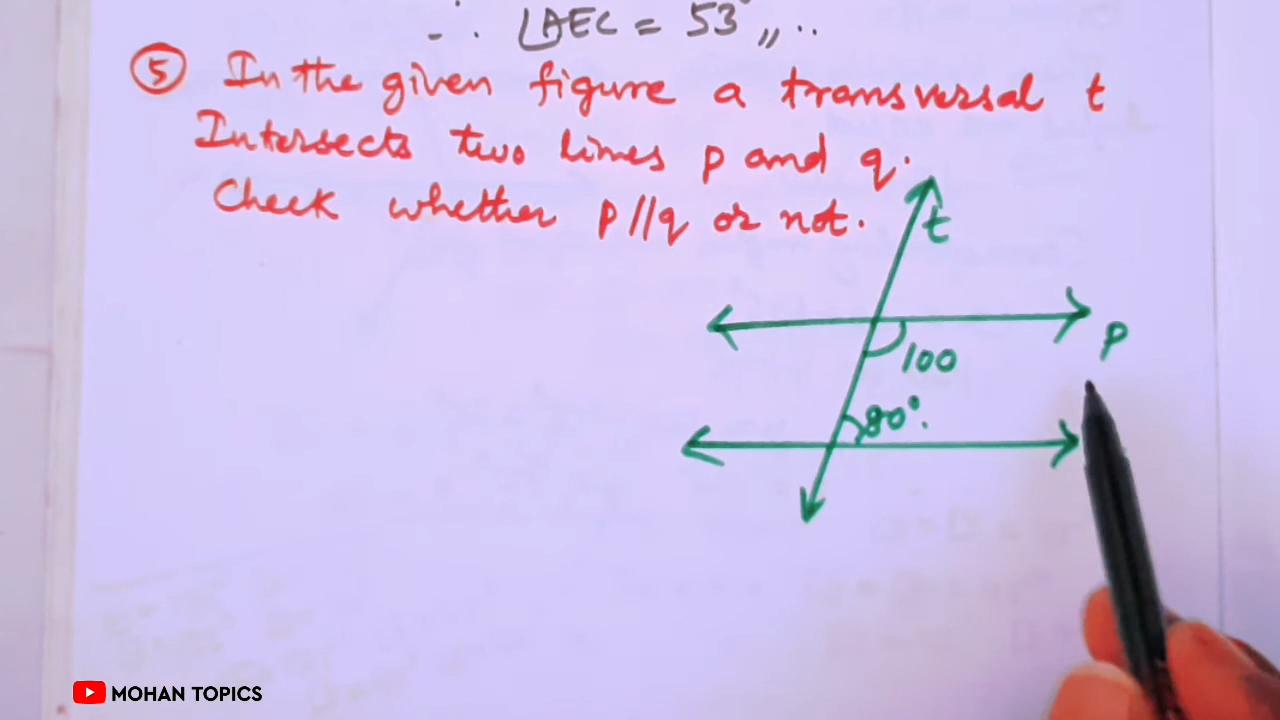 ∴ ∠AEC = 53° ,, ..
5 In the given figure a transversal t
Intersects two lines p and q.
Check whether p//q or not.
t
p
100
80°.
MOHAN TOPICS